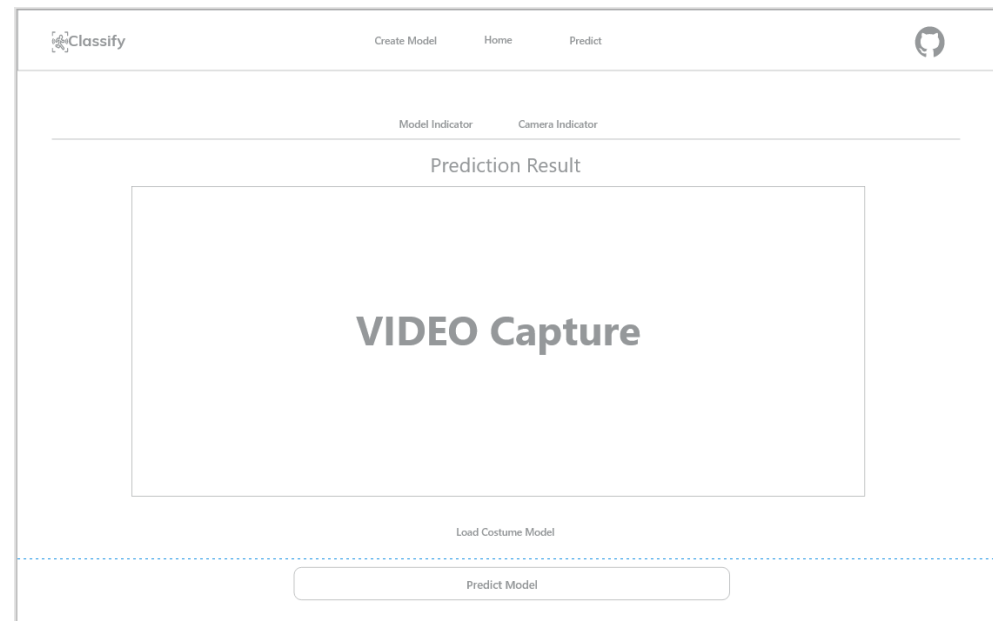 Classify
Create Model Home Predict
Model Indicator Camera Indicator
Prediction Result
VIDEO Capture
Load Costume Model
Predict Model